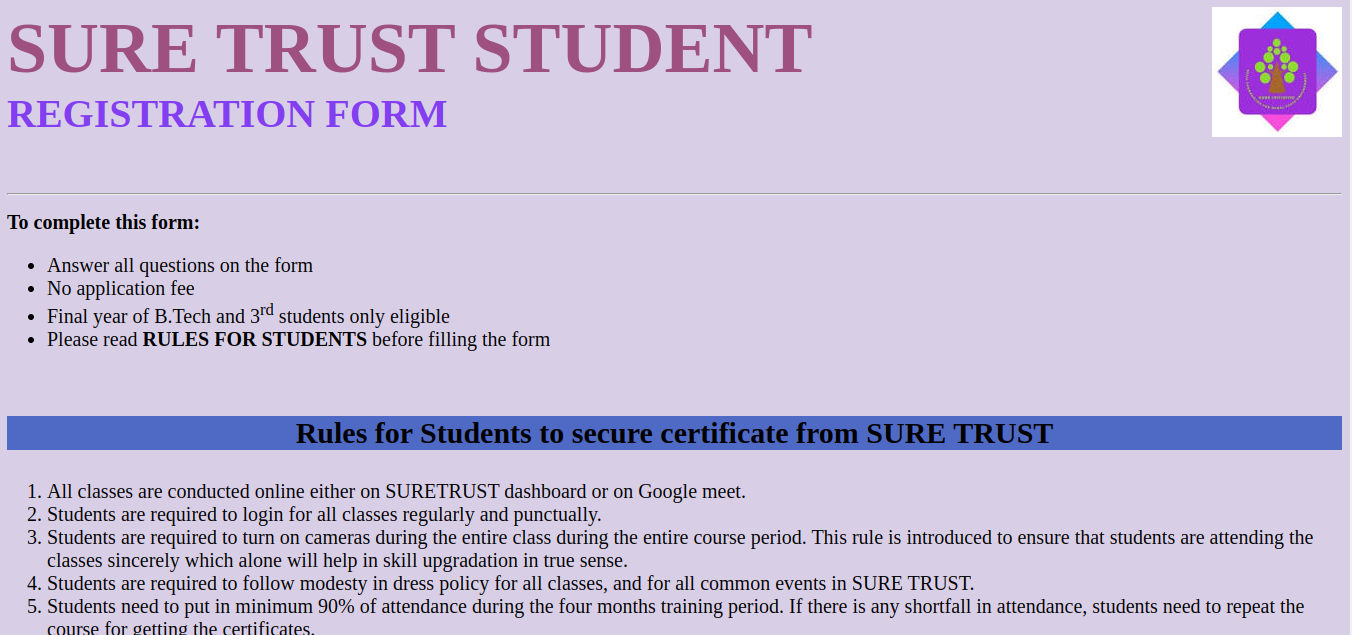 SURE TRUST STUDENT
REGISTRATION FORM
To complete this form:
• Answer all questions on the form
• No application fee
• Final year of B.Tech and 3rd students only eligible
• Please read RULES FOR STUDENTS before filling the form
Rules for Students to secure certificate from SURE TRUST
1. All classes are conducted online either on SURETRUST dashboard or on Google meet.
2. Students are required to login for all classes regularly and punctually.
3. Students are required to turn on cameras during the entire class during the entire course period. This rule is introduced to ensure that students are attending the
classes sincerely which alone will help in skill upgradation in true sense.
4. Students are required to follow modesty in dress policy for all classes, and for all common events in SURE TRUST.
5. Students need to put in minimum 90% of attendance during the four months training period. If there is any shortfall in attendance, students need to repeat the
course for getting the certificates.